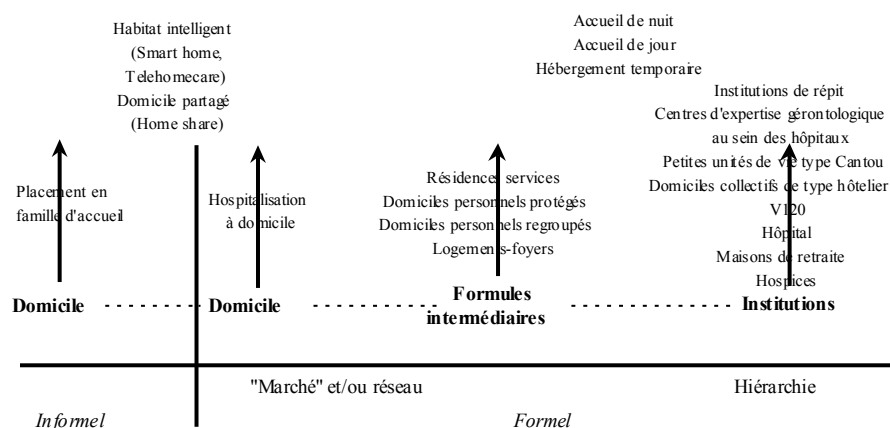 Habitat intelligent
(Smart home,
Telehomecare)
Domicile partagé
(Home share)
Accueil de nuit
Accueil de jour
Hébergement temporaire
Placement en
famille d'accueil
Hospitalisation
à domicile
Résidences services
Domiciles personnels protégés
Domiciles personnels regroupés
Logements-foyers
Institutions de répit
Centres d'expertise gérontologique
au sein des hôpitaux
Petites unités de vie type Cantou
Domiciles collectifs de type hôtelier
V120
Hôpital
Maisons de retraite
Hospices
Domicile
Domicile
Formules
intermédiaires
Institutions
"Marché" et/ou réseau
Hiérarchie
Informel
Formel